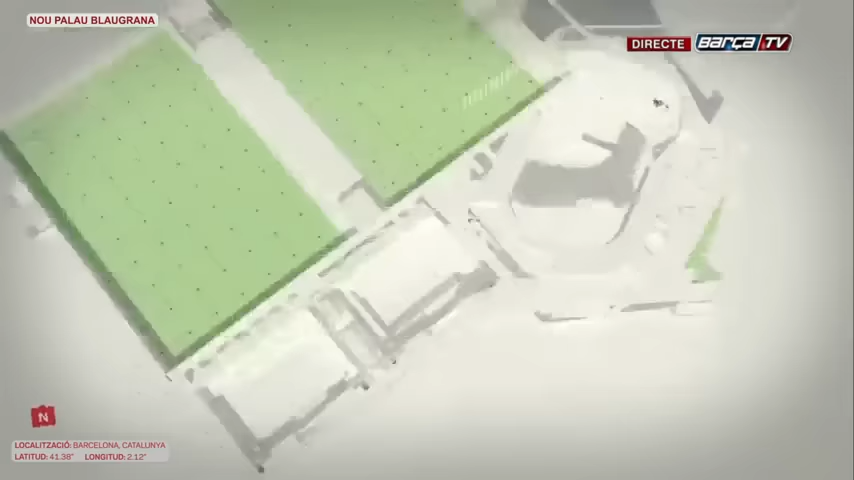 NOU PALAU BLAUGRANA
DIRECTE BARÇA TV
N
LOCALITZACIÓ: BARCELONA, CATALUNYA
LATITUD: 41.38° LONGITUD: 2.12°